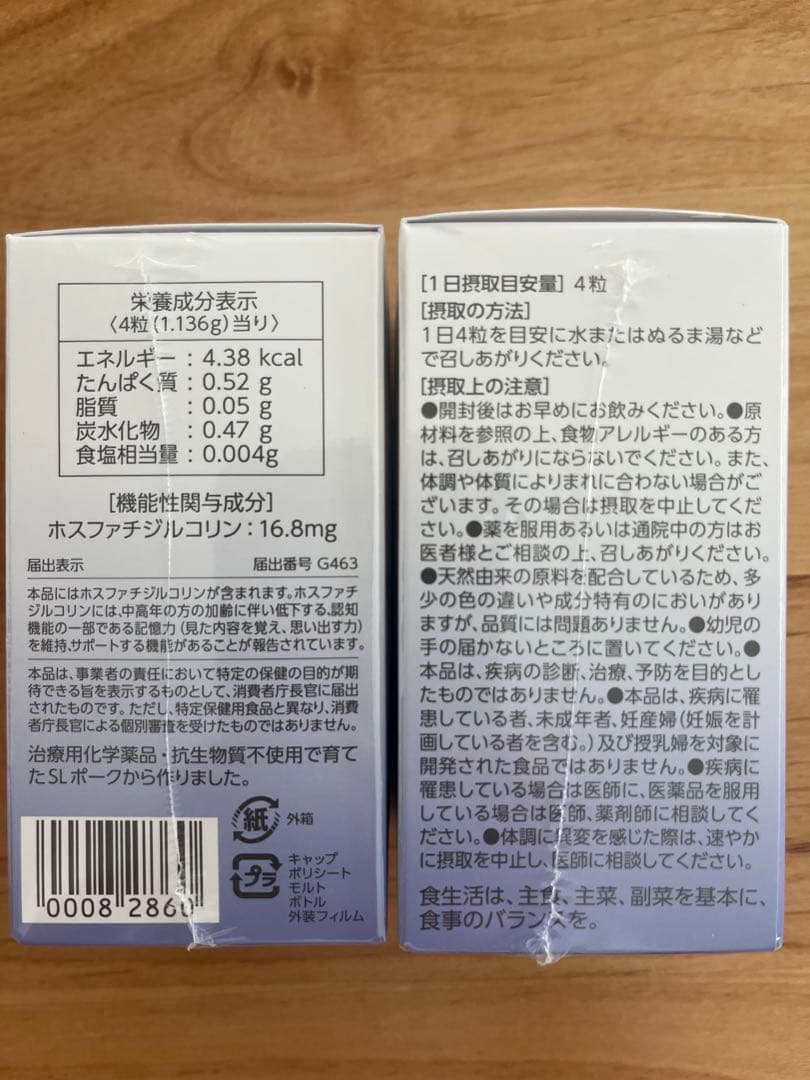 栄養成分表示
〈4粒(1.136g)当り〉
エネルギー：4.38 kcal
たんぱく質：0.52 g
脂質：0.05 g
炭水化物：0.47 g
食塩相当量：0.004g
[機能性関与成分]
ホスファチジルコリン：16.8mg
届出表示 届出番号 G463
本品にはホスファチジルコリンが含まれます。ホスファ
チジルコリンには、中高年の方の加齢に伴い低下する、認知
機能の一部である記憶力（見た内容を覚え、思い出す力）
を維持、サポートする機能があることが報告されています。
本品は、事業者の責任において特定の保健の目的が期
待できる旨を表示するものとして、消費者庁長官に届出
されたものです。ただし、特定保健用食品と異なり、消費
者庁長官による個別審査を受けたものではありません。
治療用化学薬品・抗生物質不使用で育て
たSLポークから作りました。
紙 外箱
プラ
キャップ
ポリシート
モルト
ボトル
外装フィルム
0008 2860
[1日摂取目安量] 4粒
[摂取の方法]
1日4粒を目安に水またはぬるま湯などで
召しあがりください。
[摂取上の注意]
●開封後はお早めにお飲みください。●原
材料を参照の上、食物アレルギーのある方
は、召しあがりにならないでください。また、
体調や体質によりまれに合わない場合がご
ざいます。その場合は摂取を中止してくだ
さい。●薬を服用あるいは通院中の方はお
医者様とご相談の上、召しあがりください。
●天然由来の原料を配合しているため、多
少の色の違いや成分特有のにおいがあり
ますが、品質には問題ありません。●幼児の
手の届かないところに置いてください。●
本品は、疾病の診断、治療、予防を目的とし
たものではありません。●本品は、疾病に罹
患している者、未成年者、妊産婦（妊娠を計
画している者を含む。）及び授乳婦を対象に
開発された食品ではありません。●疾病に
罹患している場合は医師に、医薬品を服用
している場合は医師、薬剤師に相談してく
ださい。●体調に異変を感じた際は、速やか
に摂取を中止し、医師に相談してください。
食生活は、主食、主菜、副菜を基本に、
食事のバランスを。